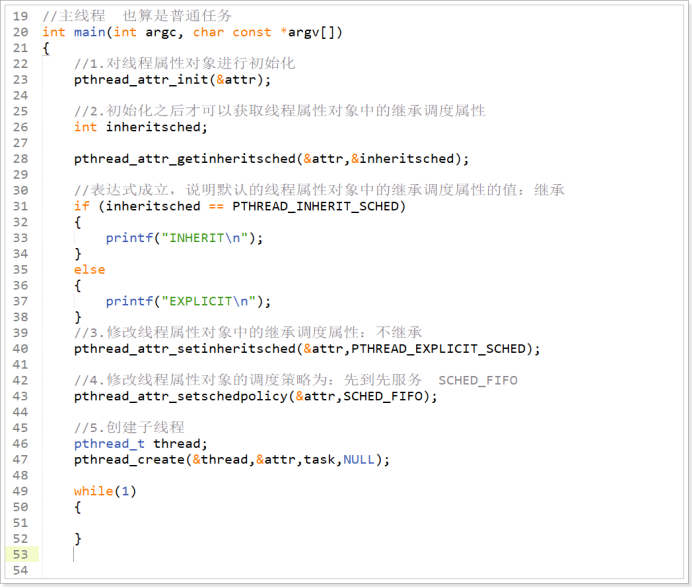 19 //主线程  也算是普通任务
20 int main(int argc, char const *argv[])
21 {
22     //1.对线程属性对象进行初始化
23     pthread_attr_init(&attr);
24
25     //2.初始化之后才可以获取线程属性对象中的继承调度属性
26     int inheritsched;
27
28     pthread_attr_getinheritsched(&attr,&inheritsched);
29
30     //表达式成立，说明默认的线程属性对象中的继承调度属性的值：继承
31     if (inheritsched == PTHREAD_INHERIT_SCHED)
32     {
33         printf("INHERIT\n");
34     }
35     else
36     {
37         printf("EXPLICIT\n");
38     }
39     //3.修改线程属性对象中的继承调度属性：不继承
40     pthread_attr_setinheritsched(&attr,PTHREAD_EXPLICIT_SCHED);
41
42     //4.修改线程属性对象的调度策略为：先到先服务  SCHED_FIFO
43     pthread_attr_setschedpolicy(&attr,SCHED_FIFO);
44
45     //5.创建子线程
46     pthread_t thread;
47     pthread_create(&thread,&attr,task,NULL);
48
49     while(1)
50     {
51
52     }
53
54